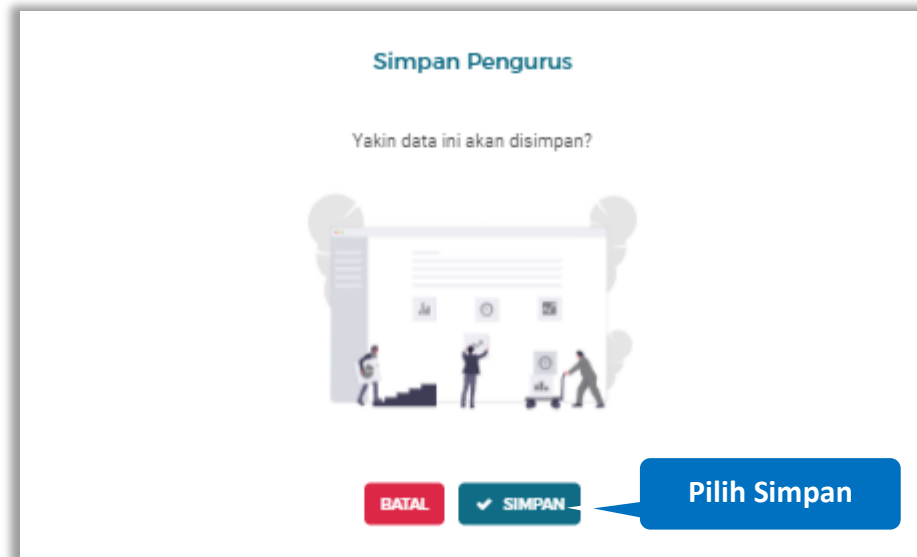 Simpan Pengurus
Yakin data ini akan disimpan?
BATAL
SIMPAN
Pilih Simpan